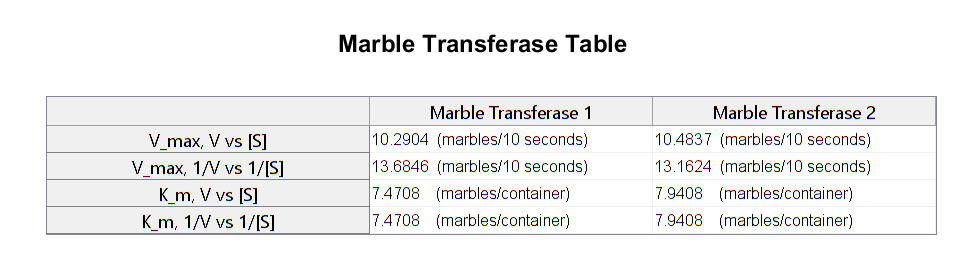 Marble Transferase Table
Marble Transferase 1 Marble Transferase 2
V_max, V vs [S] 10.2904 (marbles/10 seconds) 10.4837 (marbles/10 seconds)
V_max, 1/V vs 1/[S] 13.6846 (marbles/10 seconds) 13.1624 (marbles/10 seconds)
K_m, V vs [S] 7.4708 (marbles/container) 7.9408 (marbles/container)
K_m, 1/V vs 1/[S] 7.4708 (marbles/container) 7.9408 (marbles/container)